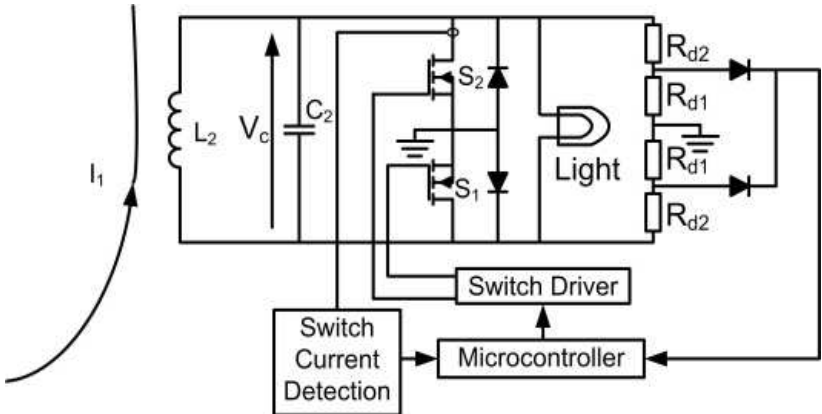 I1
L2
Vc
C2
S2
S1
Light
Rd2
Rd1
Rd1
Rd2
Switch Driver
Switch
Current
Detection
Microcontroller